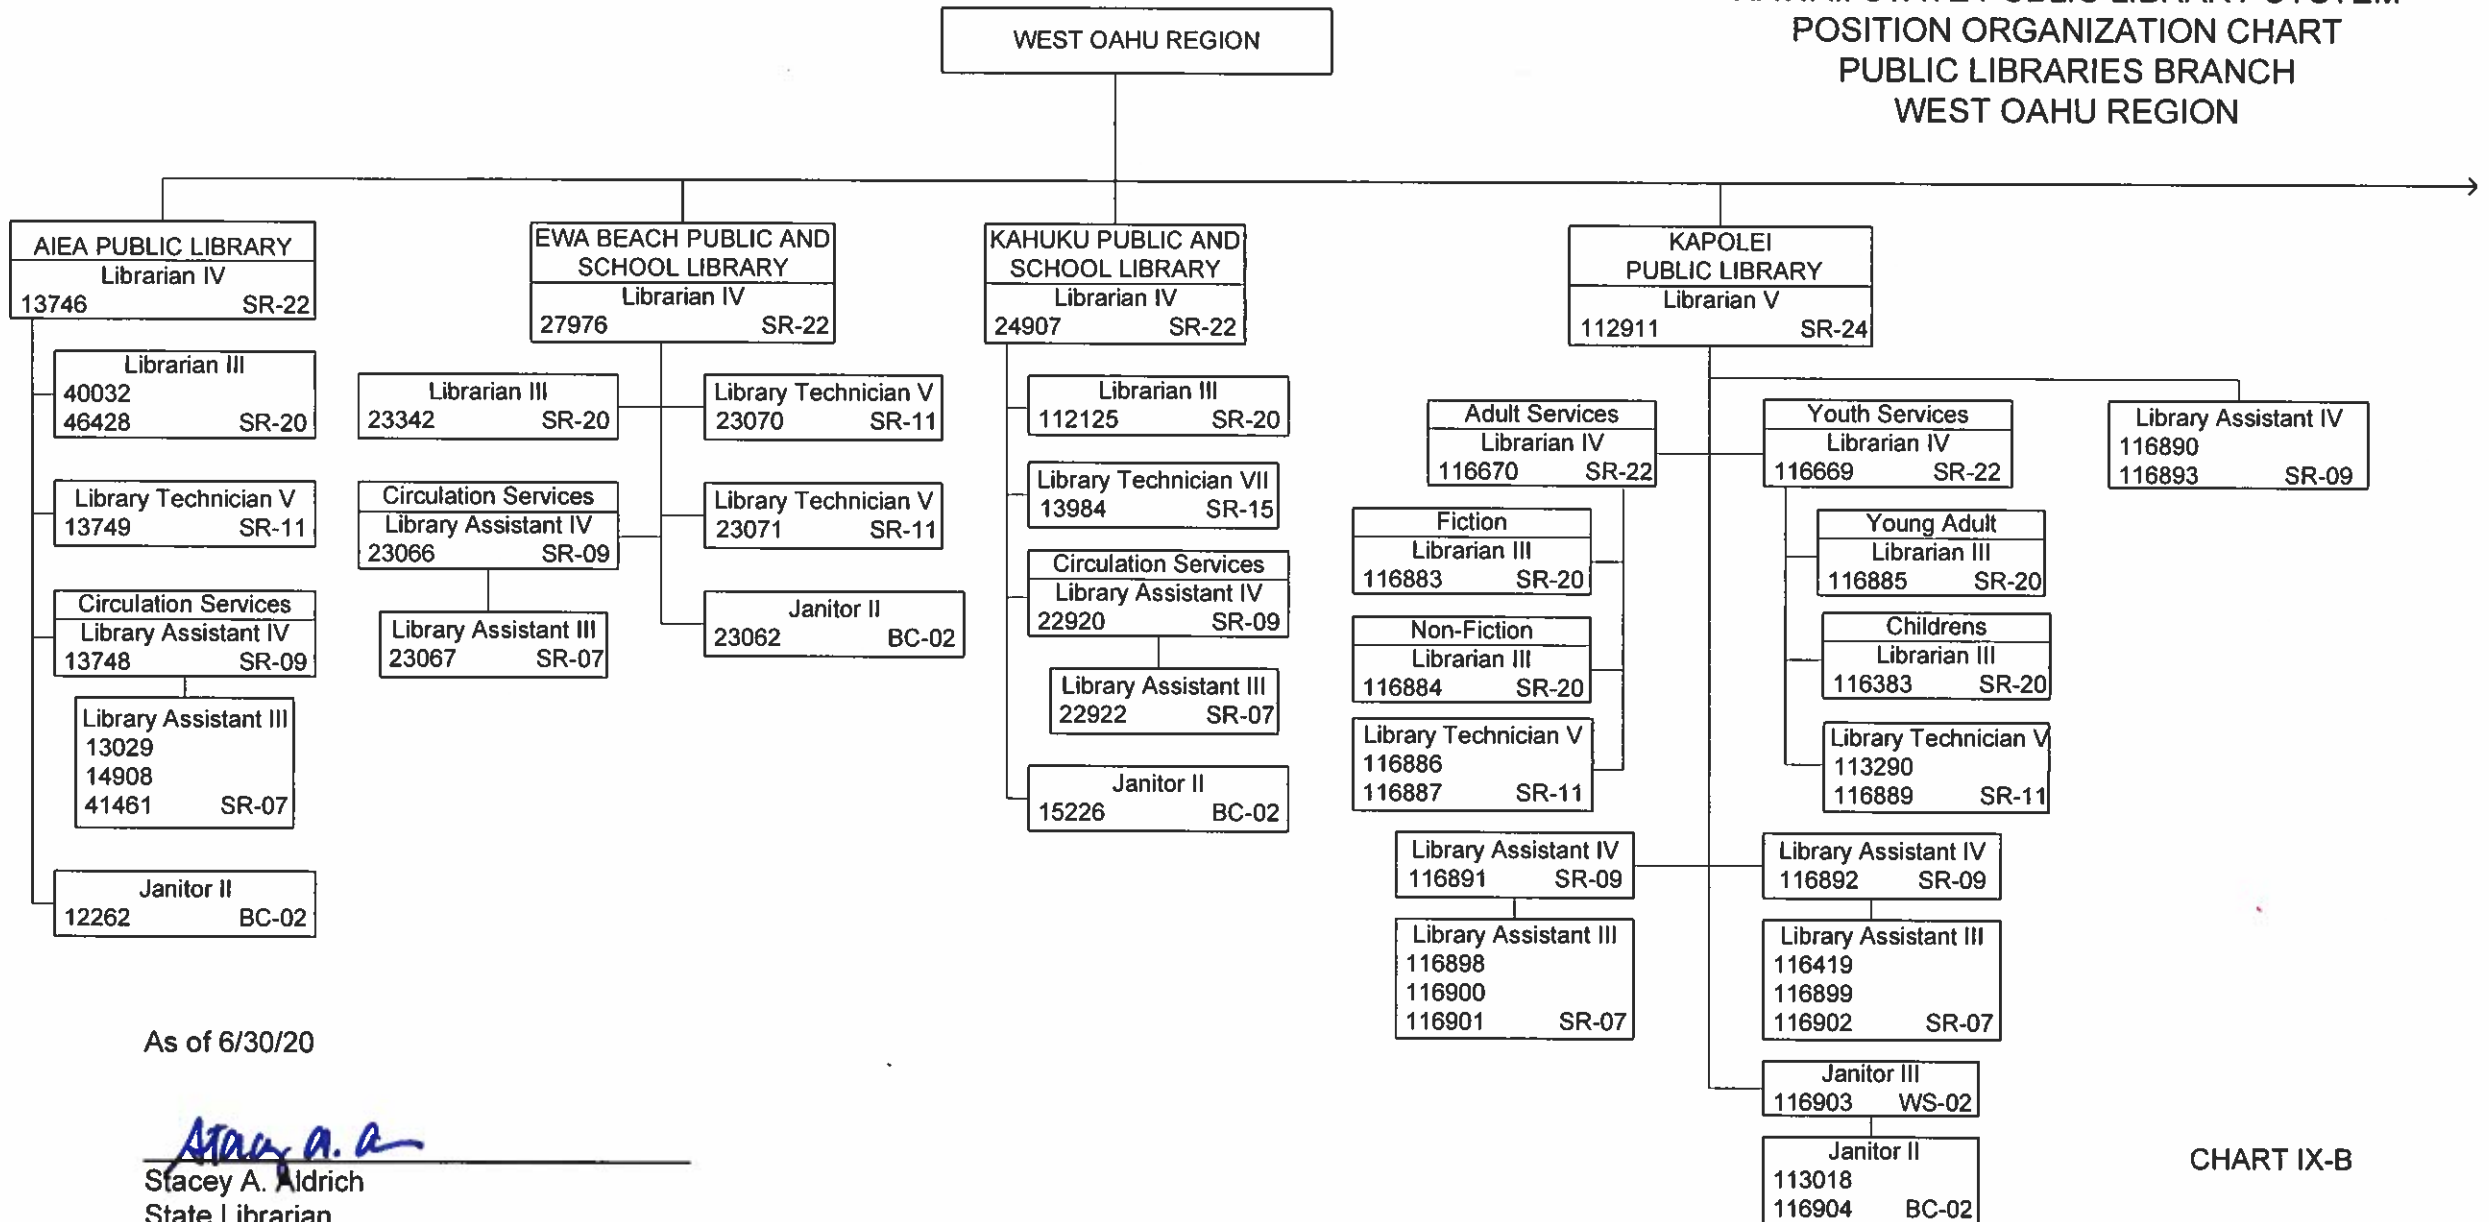 POSITION ORGANIZATION CHART
PUBLIC LIBRARIES BRANCH
WEST OAHU REGION
WEST OAHU REGION
AIEA PUBLIC LIBRARY
Librarian IV
13746 SR-22
Librarian III
40032
46428 SR-20
Library Technician V
13749 SR-11
Circulation Services
Library Assistant IV
13748 SR-09
Library Assistant III
13029
14908
41461 SR-07
Janitor II
12262 BC-02
EWA BEACH PUBLIC AND
SCHOOL LIBRARY
Librarian IV
27976 SR-22
Librarian III
23342 SR-20
Library Technician V
23070 SR-11
Circulation Services
Library Assistant IV
23066 SR-09
Library Technician V
23071 SR-11
Library Assistant III
23067 SR-07
Janitor II
23062 BC-02
KAHUKU PUBLIC AND
SCHOOL LIBRARY
Librarian IV
24907 SR-22
Librarian III
112125 SR-20
Library Technician VII
13984 SR-15
Circulation Services
Library Assistant IV
22920 SR-09
Library Assistant III
22922 SR-07
Janitor II
15226 BC-02
KAPOLEI
PUBLIC LIBRARY
Librarian V
112911 SR-24
Adult Services
Librarian IV
116670 SR-22
Fiction
Librarian III
116883 SR-20
Non-Fiction
Librarian III
116884 SR-20
Library Technician V
116886
116887 SR-11
Youth Services
Librarian IV
116669 SR-22
Young Adult
Librarian III
116885 SR-20
Childrens
Librarian III
116383 SR-20
Library Technician V
113290
116889 SR-11
Library Assistant IV
116890
116893 SR-09
Library Assistant IV
116891 SR-09
Library Assistant III
116898
116900
116901 SR-07
Library Assistant IV
116892 SR-09
Library Assistant III
116419
116899
116902 SR-07
Janitor III
116903 WS-02
Janitor II
113018
116904 BC-02
As of 6/30/20
Stacey A. Aldrich
State Librarian
CHART IX-B